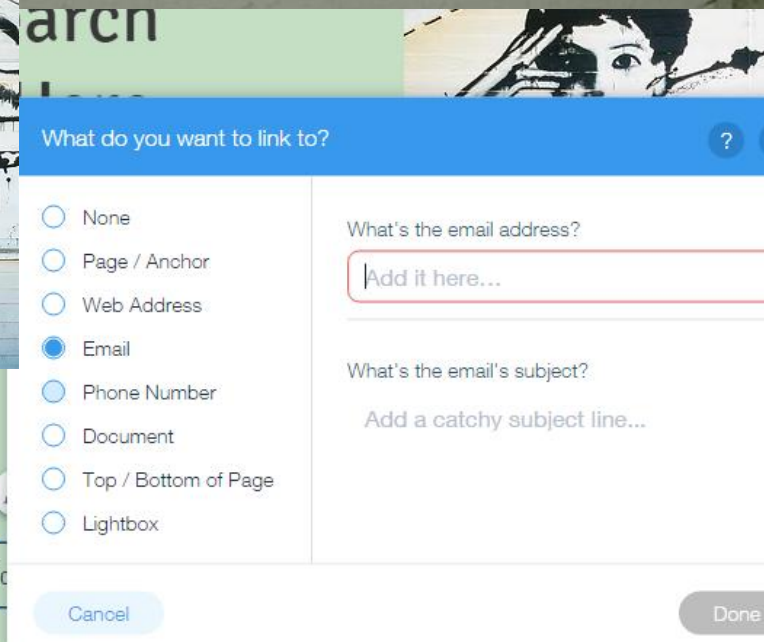 arch
What do you want to link to?
?
None
Page / Anchor
Web Address
Email
Phone Number
Document
Top / Bottom of Page
Lightbox
What's the email address?
Add it here...
What's the email's subject?
Add a catchy subject line...
Cancel
Done